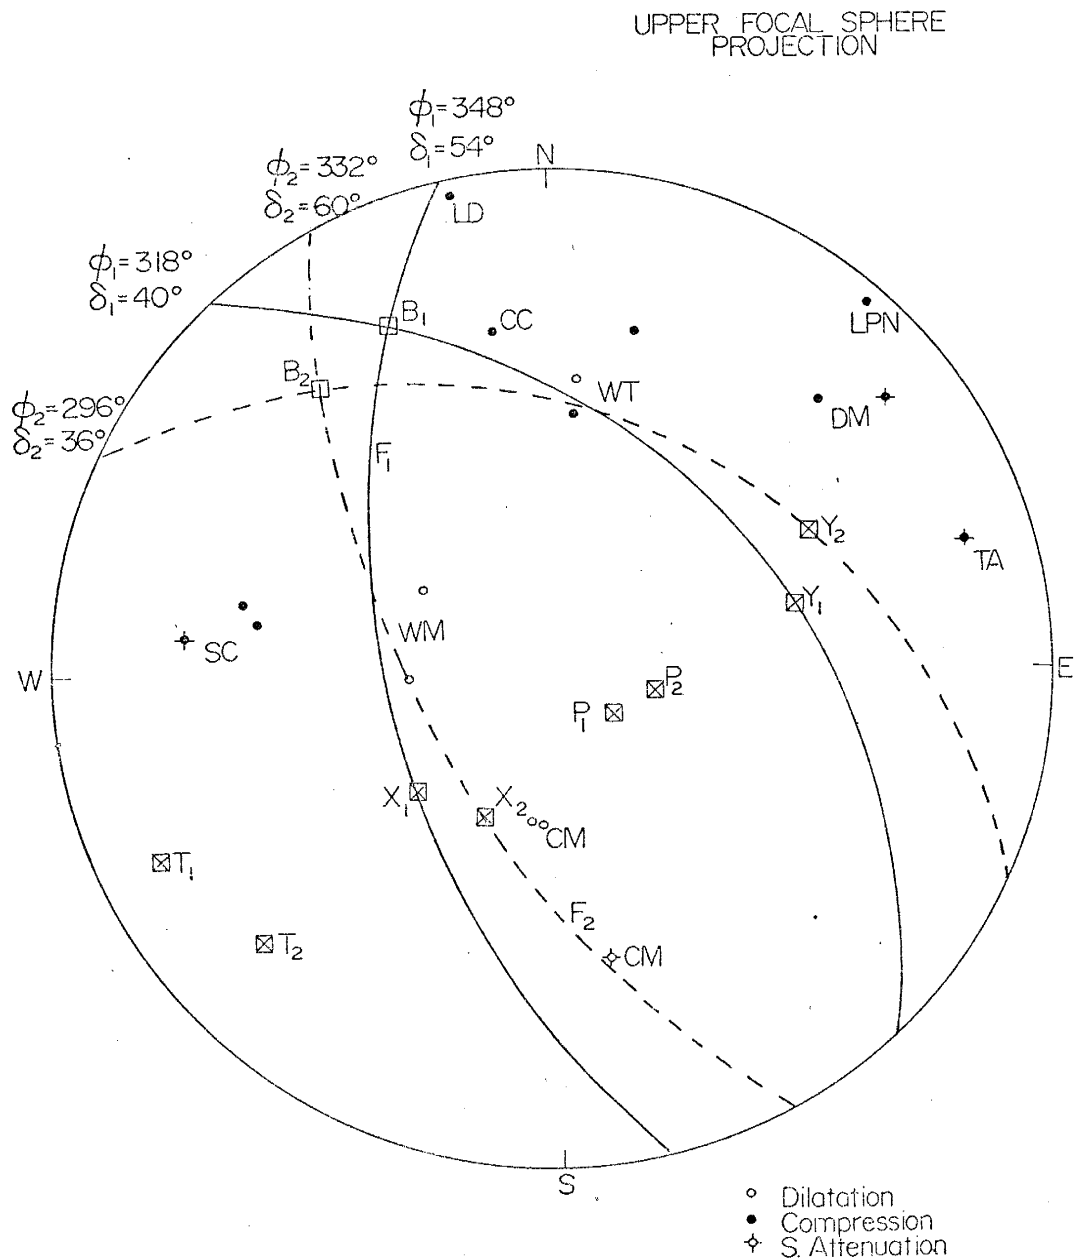 UPPER FOCAL SPHERE
PROJECTION
ϕ₁=348°
δ₁=54°
ϕ₂=332°
δ₂=60°
ϕ₁=318°
δ₁=40°
ϕ₂=296°
δ₂=36°
N
LD
B₁
CC
LPN
B₂
WT
DM
F₁
Y₂
TA
Y₁
WM
SC
W
E
P₂
P₁
X₁
X₂
CM
T₁
T₂
F₂
CM
S
Dilatation
Compression
S. Attenuation